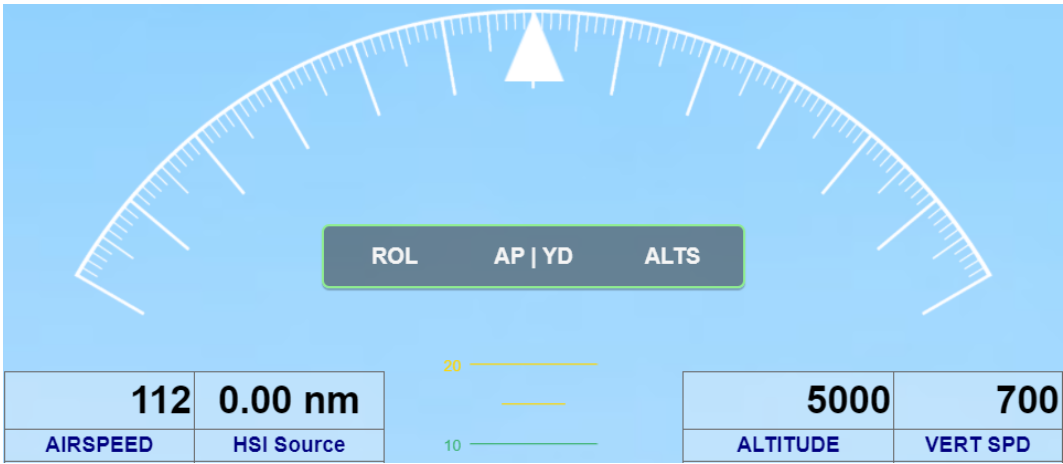 ROL AP | YD ALTS
20
112 0.00 nm 5000 700
AIRSPEED HSI Source 10 ALTITUDE VERT SPD